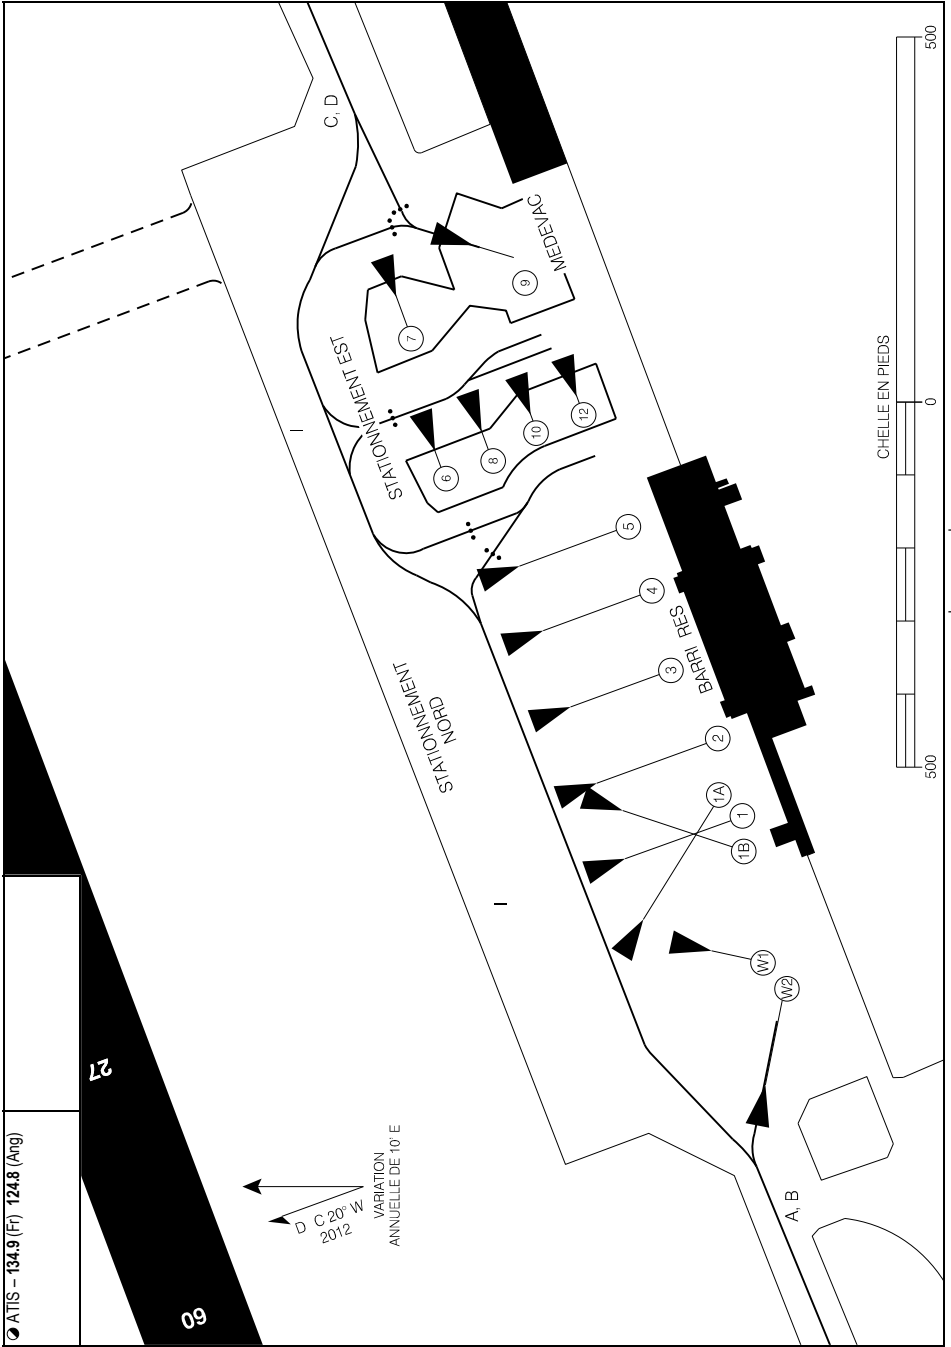 ATIS – 134.9 (Fr) 124.8 (Ang)
27
09
D C 20° W
2012
VARIATION
ANNUELLE DE 10' E
C, D
I
I
STATIONNEMENT EST
STATIONNEMENT
NORD
MEDEVAC
7
9
6
8
10
12
5
4
3
2
1A
1
1B
W1
W2
BARRI RES
A, B
CHELLE EN PIEDS
500
0
500